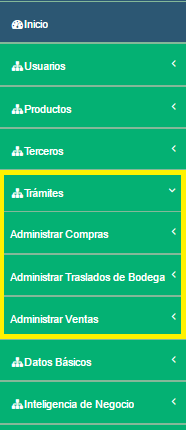 Inicio
Usuarios
Productos
Terceros
Trámites
Administrar Compras
Administrar Traslados de Bodega
Administrar Ventas
Datos Básicos
Inteligencia de Negocio